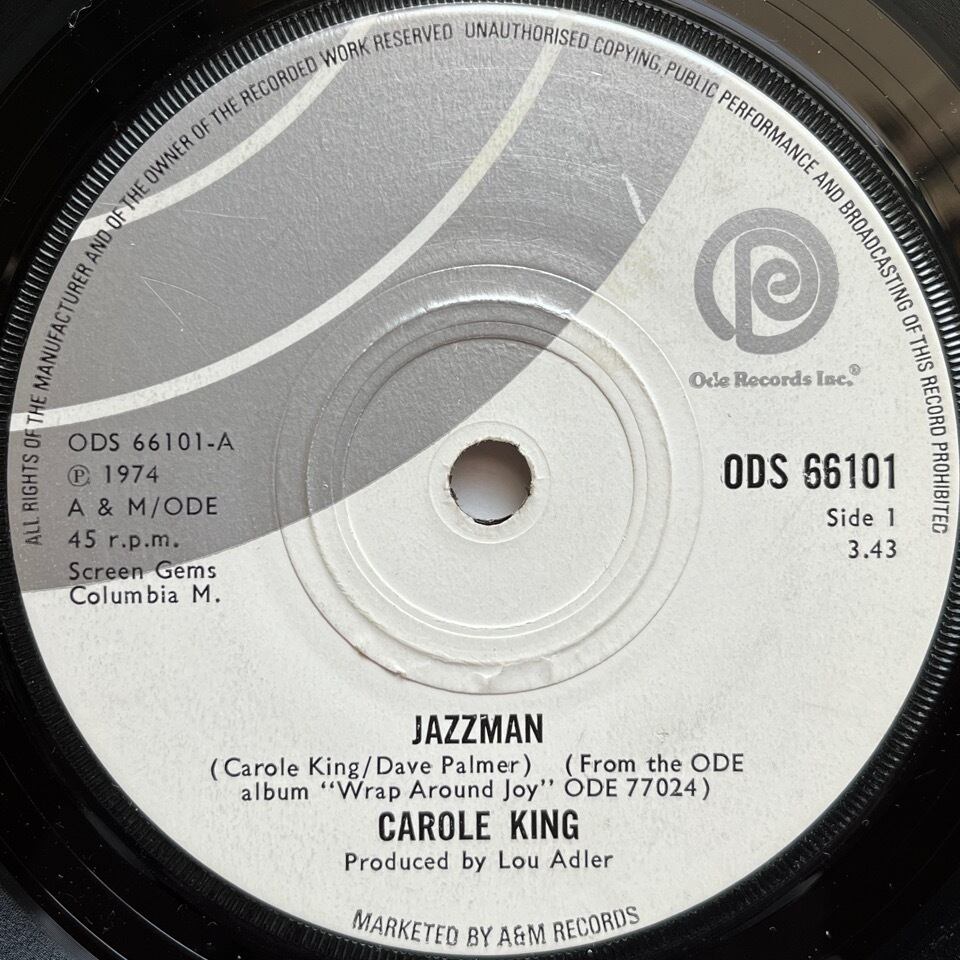 ALL RIGHTS OF THE MANUFACTURER AND OF THE OWNER OF THE RECORDED WORK RESERVED UNAUTHORISED COPYING, PUBLIC PERFORMANCE AND BROADCASTING OF THIS RECORD PROHIBITED
Ode Records Inc.®
ODS 66101-A
Ⓟ 1974
A & M/ODE
45 r.p.m.
Screen Gems
Columbia M.
ODS 66101
Side 1
3.43
JAZZMAN
(Carole King/Dave Palmer) (From the ODE
album “Wrap Around Joy” ODE 77024)
CAROLE KING
Produced by Lou Adler
MARKETED BY A&M RECORDS